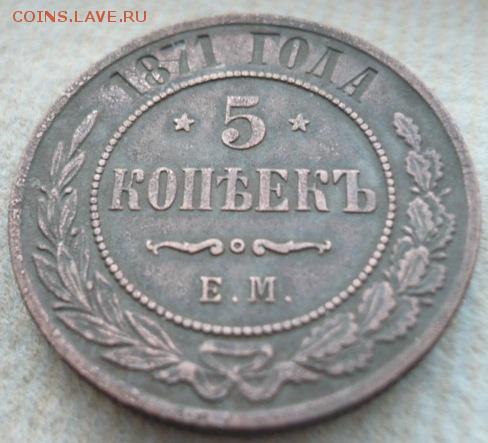 COINS.LAVE.RU
1871 ГОДА
5
КОПѢЕКЪ
Е.М.